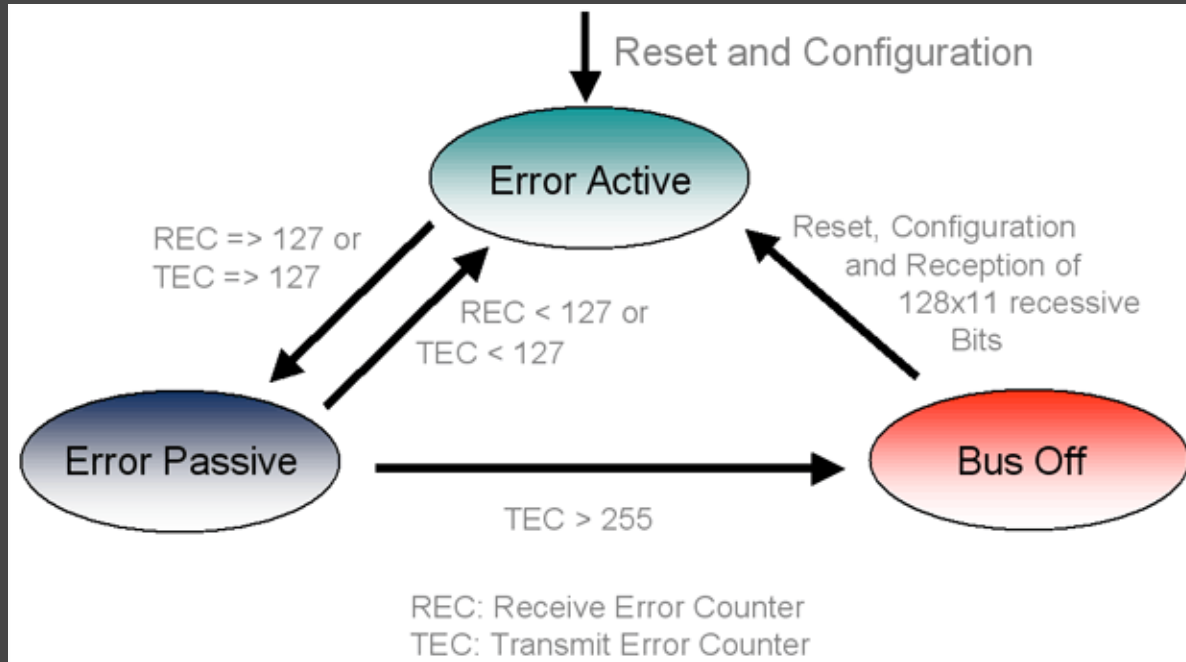 Reset and Configuration
Error Active
REC => 127 or
TEC => 127
REC < 127 or
TEC < 127
Reset, Configuration
and Reception of
128x11 recessive
Bits
Error Passive
TEC > 255
Bus Off
REC: Receive Error Counter
TEC: Transmit Error Counter